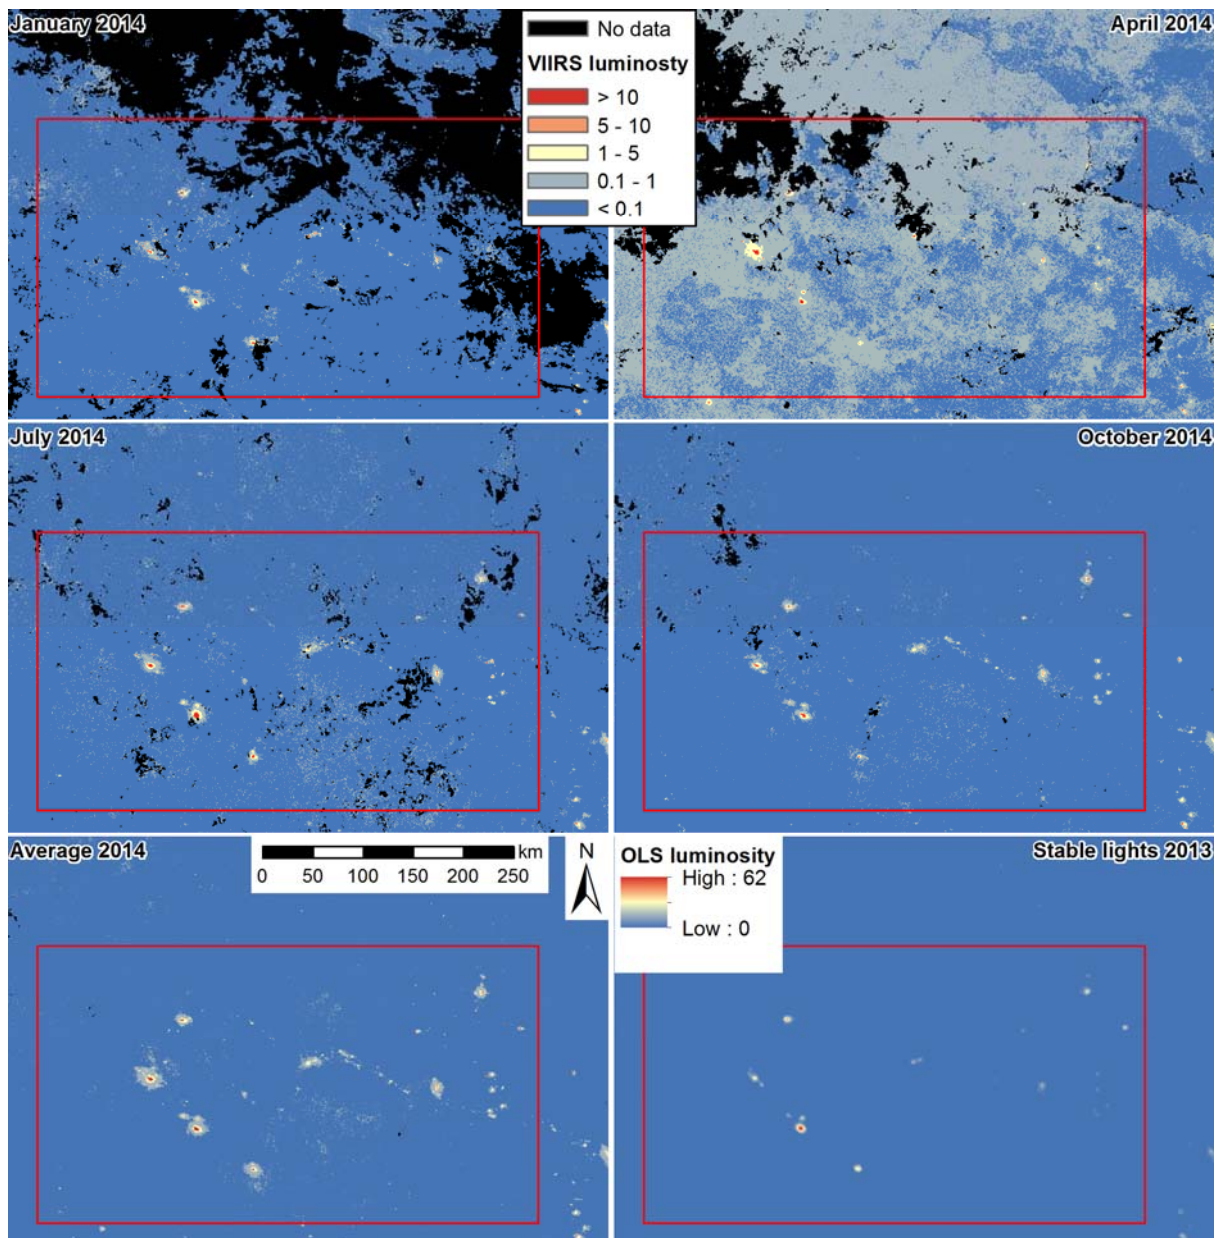 January 2014
No data
VIIRS luminosty
> 10
5 - 10
1 - 5
0.1 - 1
< 0.1
April 2014
July 2014
October 2014
Average 2014
km
0 50 100 150 200 250
N
OLS luminosity
High : 62
Low : 0
Stable lights 2013